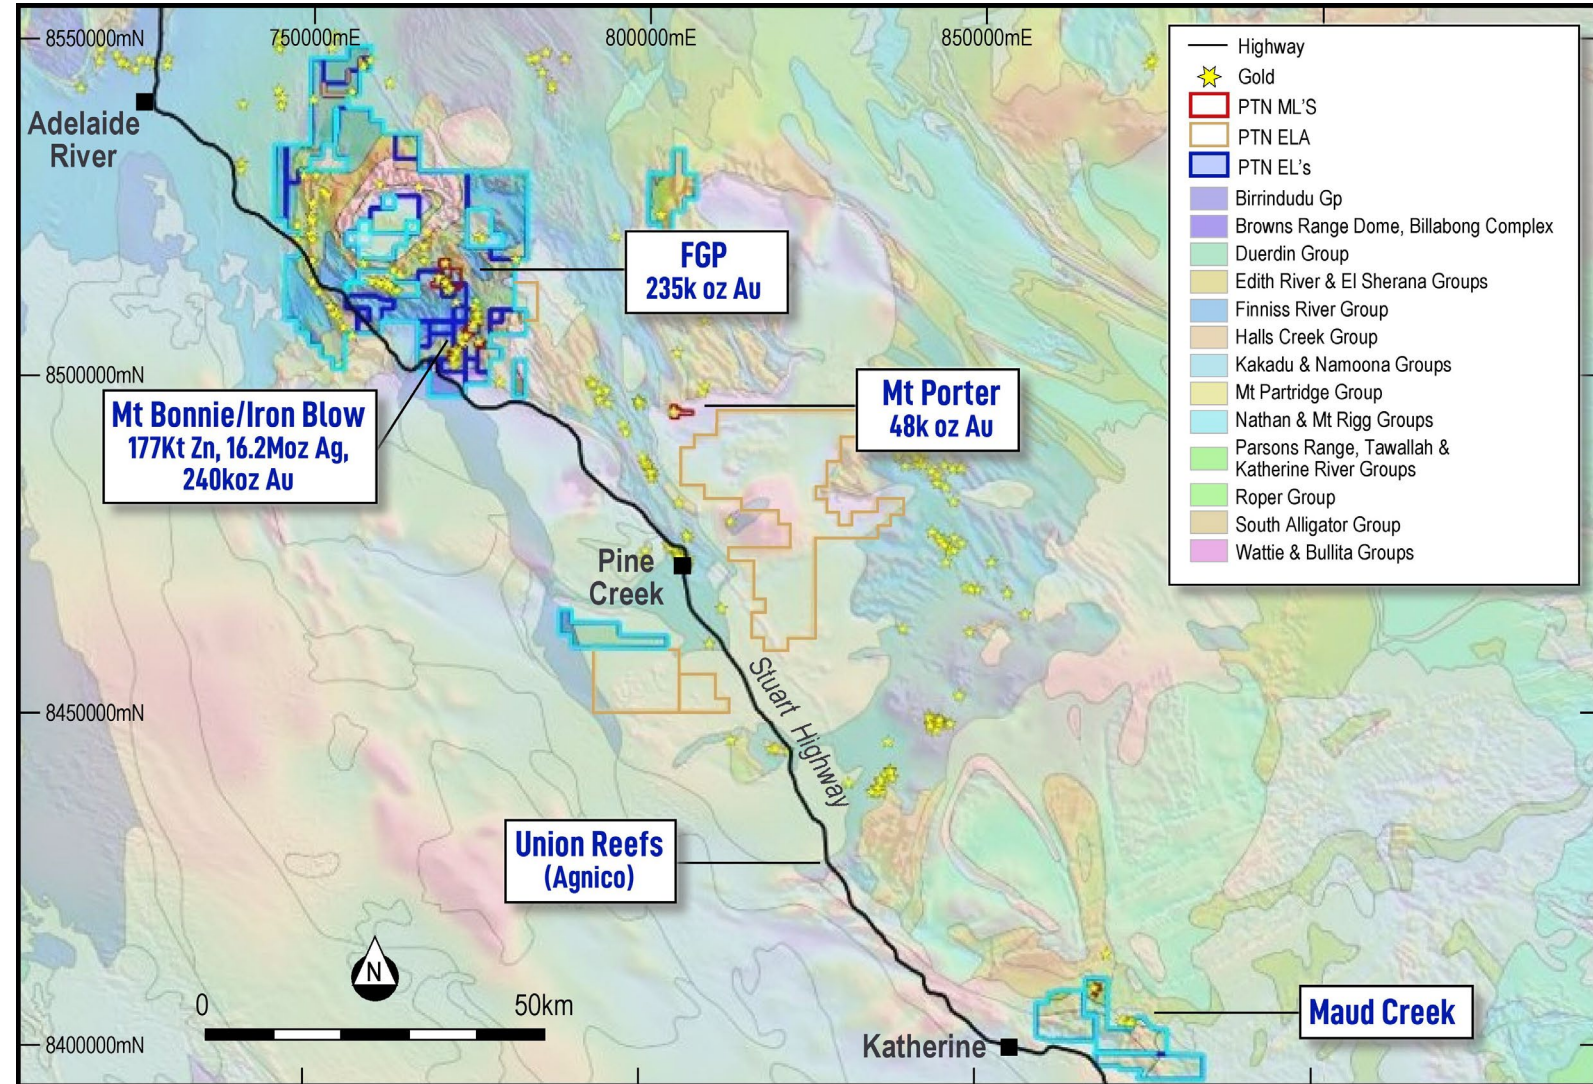 8550000mN
750000mE
800000mE
850000mE
Highway
Gold
PTN ML'S
PTN ELA
PTN EL's
Birrindudu Gp
Browns Range Dome, Billabong Complex
Duerdin Group
Edith River & El Sherana Groups
Finniss River Group
Halls Creek Group
Kakadu & Namoona Groups
Mt Partridge Group
Nathan & Mt Rigg Groups
Parsons Range, Tawallah &
Katherine River Groups
Roper Group
South Alligator Group
Wattie & Bullita Groups
Adelaide
River
FGP
235k oz Au
8500000mN
Mt Porter
48k oz Au
Mt Bonnie/Iron Blow
177Kt Zn, 16.2Moz Ag,
240koz Au
Pine
Creek
Stuart Highway
8450000mN
Union Reefs
(Agnico)
N
0
50km
Maud Creek
Katherine
8400000mN